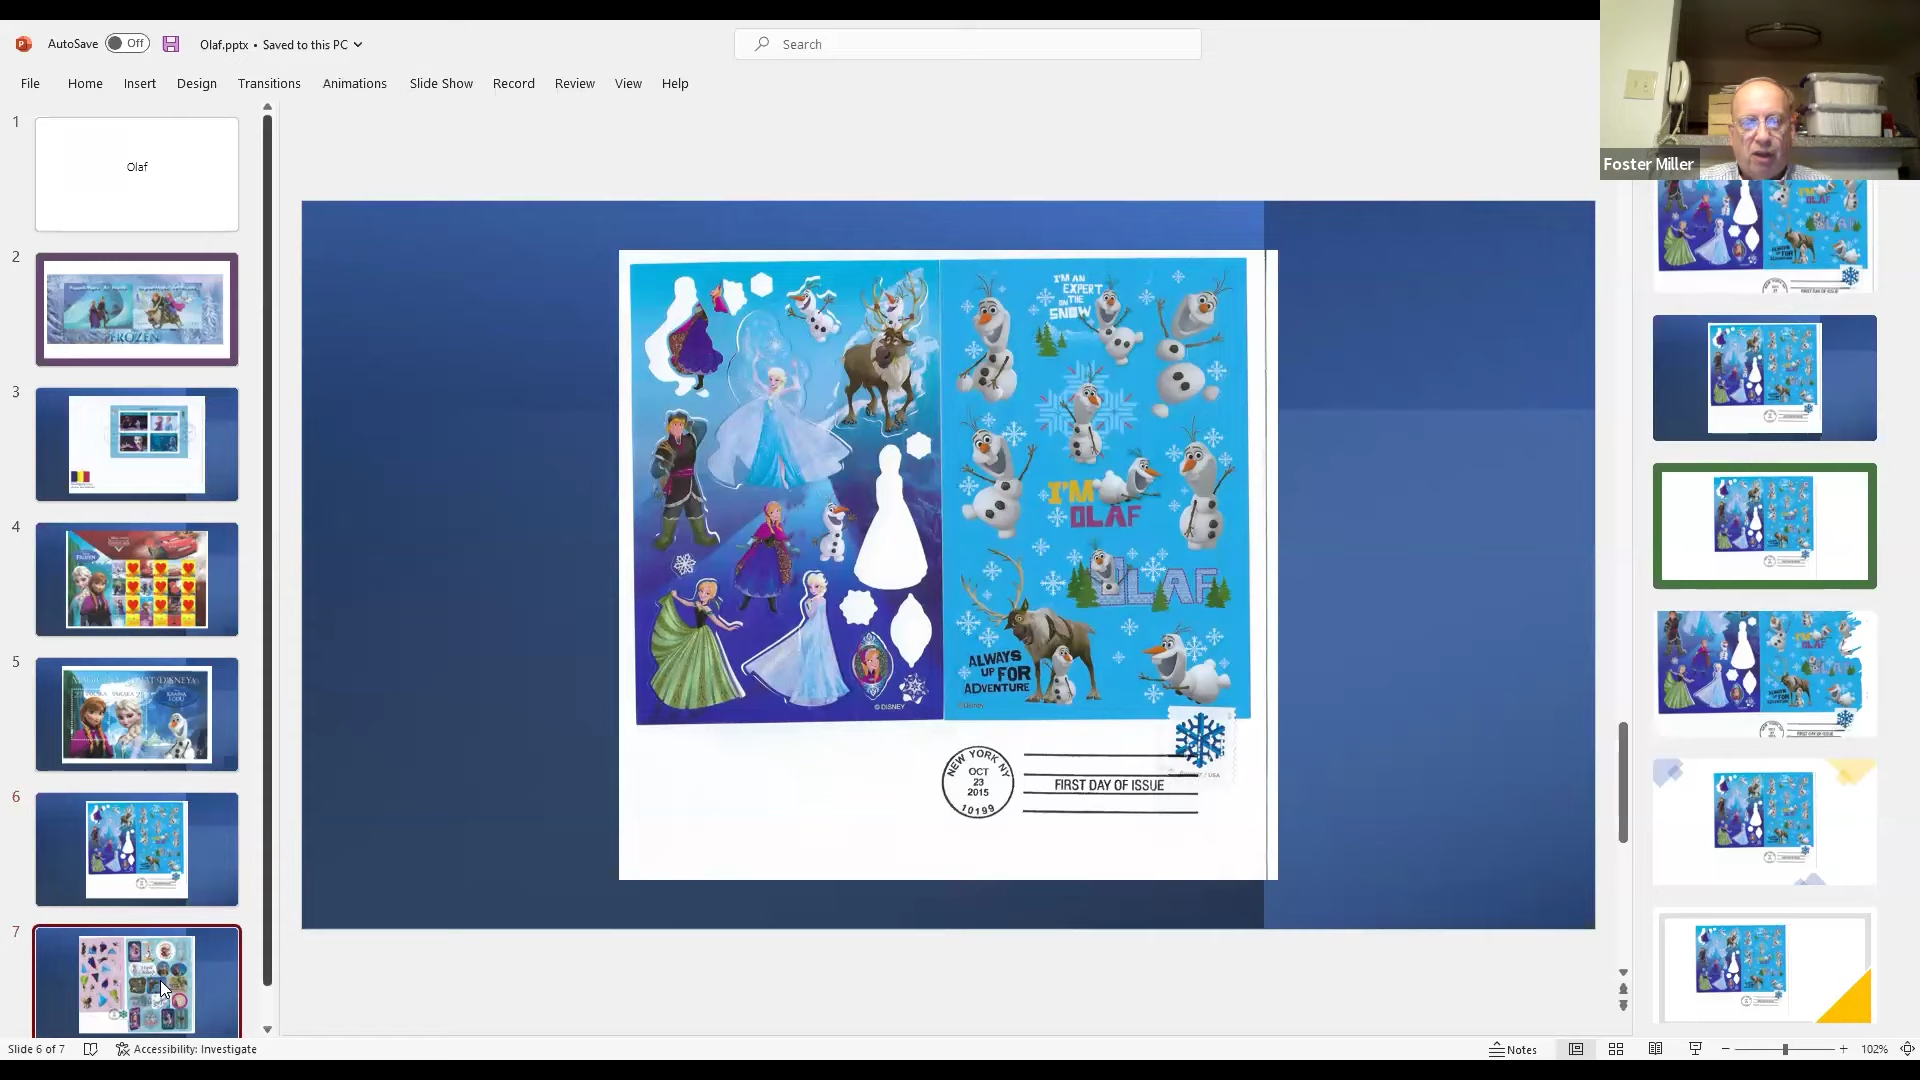 AutoSave Off Olaf.pptx • Saved to this PC
Search
File Home Insert Design Transitions Animations Slide Show Record Review View Help
Foster Miller
1
Olaf
2
FROZEN
3
4
5
6
7
I'M AN
EXPERT
ON THE
SNOW
I'M
OLAF
OLAF
ALWAYS
UP FOR
ADVENTURE
© DISNEY
©Disney
USA
NEW YORK NY
OCT
23
2015
10199
FIRST DAY OF ISSUE
Slide 6 of 7
Accessibility: Investigate
Notes
102%